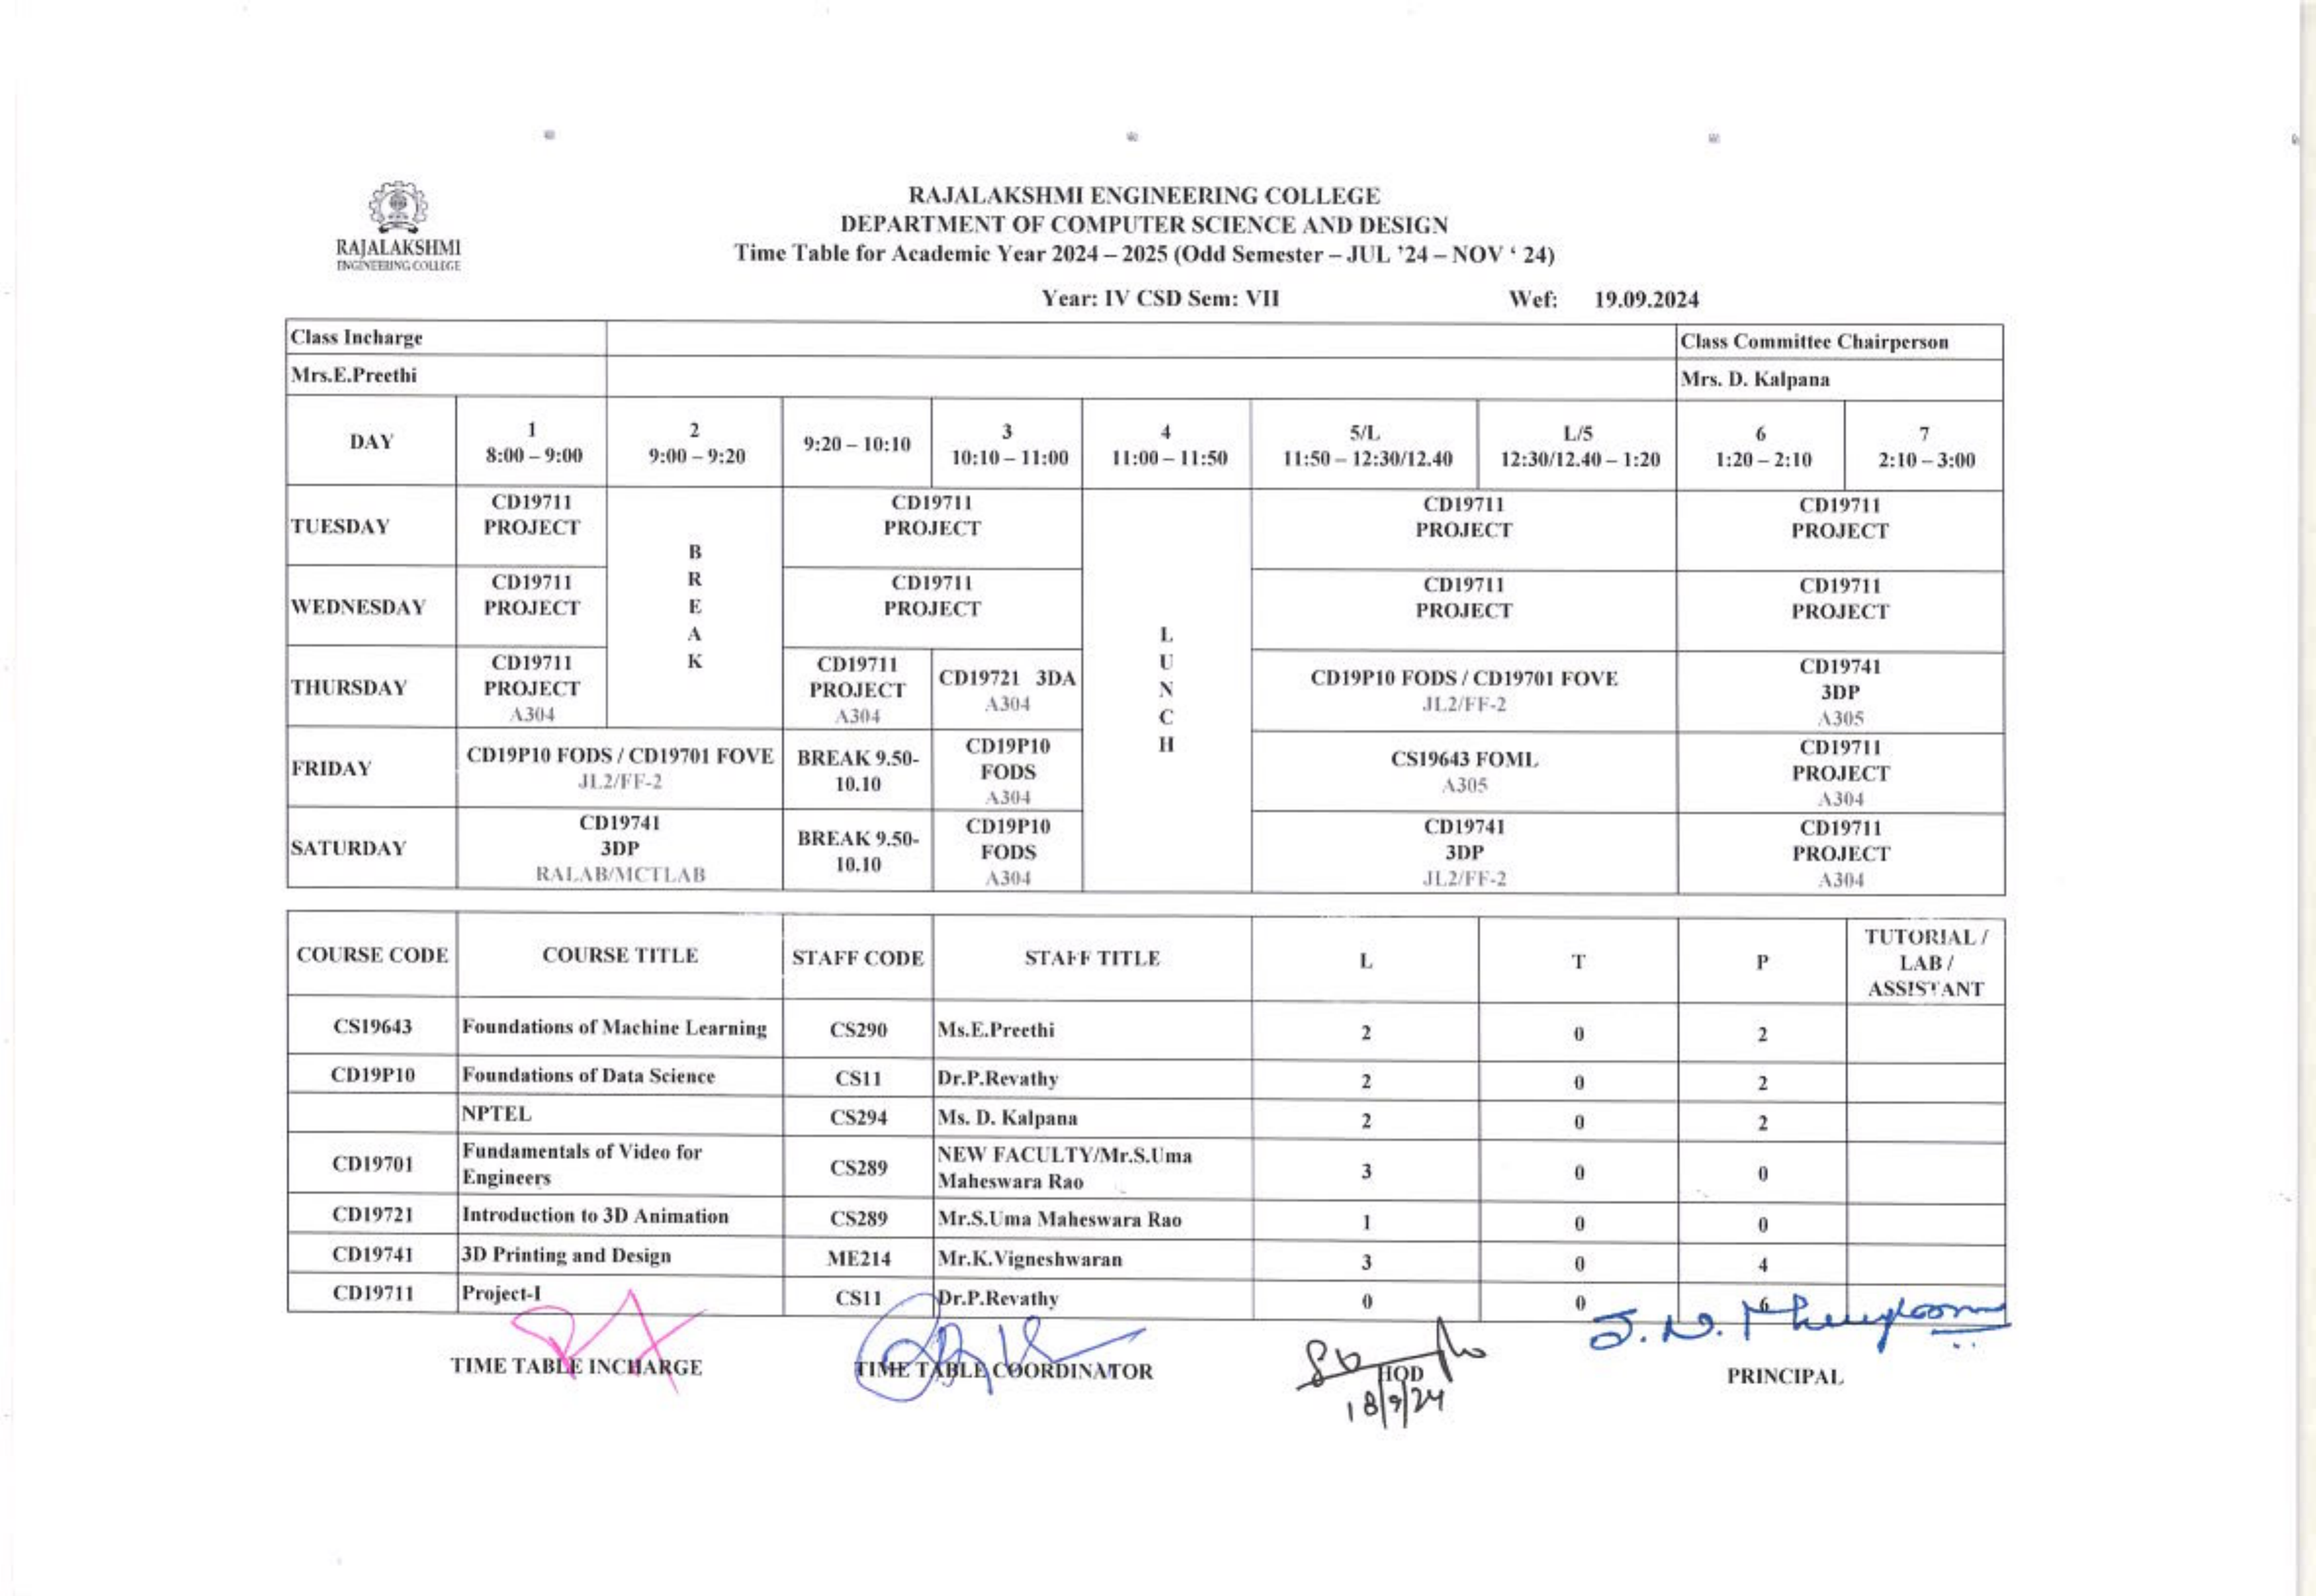 RAJALAKSHMI
ENGINEERING COLLEGE
RAJALAKSHMI ENGINEERING COLLEGE
DEPARTMENT OF COMPUTER SCIENCE AND DESIGN
Time Table for Academic Year 2024 – 2025 (Odd Semester – JUL ’24 – NOV ‘ 24)
Year: IV CSD Sem: VII Wef: 19.09.2024
Class Incharge Class Committee Chairperson
Mrs.E.Preethi Mrs. D. Kalpana
DAY
1
8:00 – 9:00
2
9:00 – 9:20
9:20 – 10:10
3
10:10 – 11:00
4
11:00 – 11:50
5/L
11:50 – 12:30/12.40
L/5
12:30/12.40 – 1:20
6
1:20 – 2:10
7
2:10 – 3:00
TUESDAY
CD19711
PROJECT
B
R
E
A
K
CD19711
PROJECT
L
U
N
C
H
CD19711
PROJECT
CD19711
PROJECT
WEDNESDAY
CD19711
PROJECT
CD19711
PROJECT
CD19711
PROJECT
CD19711
PROJECT
THURSDAY
CD19711
PROJECT
A304
CD19711
PROJECT
A304
CD19721 3DA
A304
CD19P10 FODS / CD19701 FOVE
JL2/FF-2
CD19741
3DP
A305
FRIDAY
CD19P10 FODS / CD19701 FOVE
JL2/FF-2
BREAK 9.50-
10.10
CD19P10
FODS
A304
CS19643 FOML
A305
CD19711
PROJECT
A304
SATURDAY
CD19741
3DP
RALAB/MCTLAB
BREAK 9.50-
10.10
CD19P10
FODS
A304
CD19741
3DP
JL2/FF-2
CD19711
PROJECT
A304
COURSE CODE COURSE TITLE STAFF CODE STAFF TITLE L T P
TUTORIAL /
LAB /
ASSISTANT
CS19643 Foundations of Machine Learning CS290 Ms.E.Preethi 2 0 2
CD19P10 Foundations of Data Science CS11 Dr.P.Revathy 2 0 2
NPTEL CS294 Ms. D. Kalpana 2 0 2
CD19701
Fundamentals of Video for
Engineers
CS289
NEW FACULTY/Mr.S.Uma
Maheswara Rao
3 0 0
CD19721 Introduction to 3D Animation CS289 Mr.S.Uma Maheswara Rao 1 0 0
CD19741 3D Printing and Design ME214 Mr.K.Vigneshwaran 3 0 4
CD19711 Project-I CS11 Dr.P.Revathy 0 0 6
TIME TABLE INCHARGE TIME TABLE COORDINATOR HOD PRINCIPAL
18/9/24